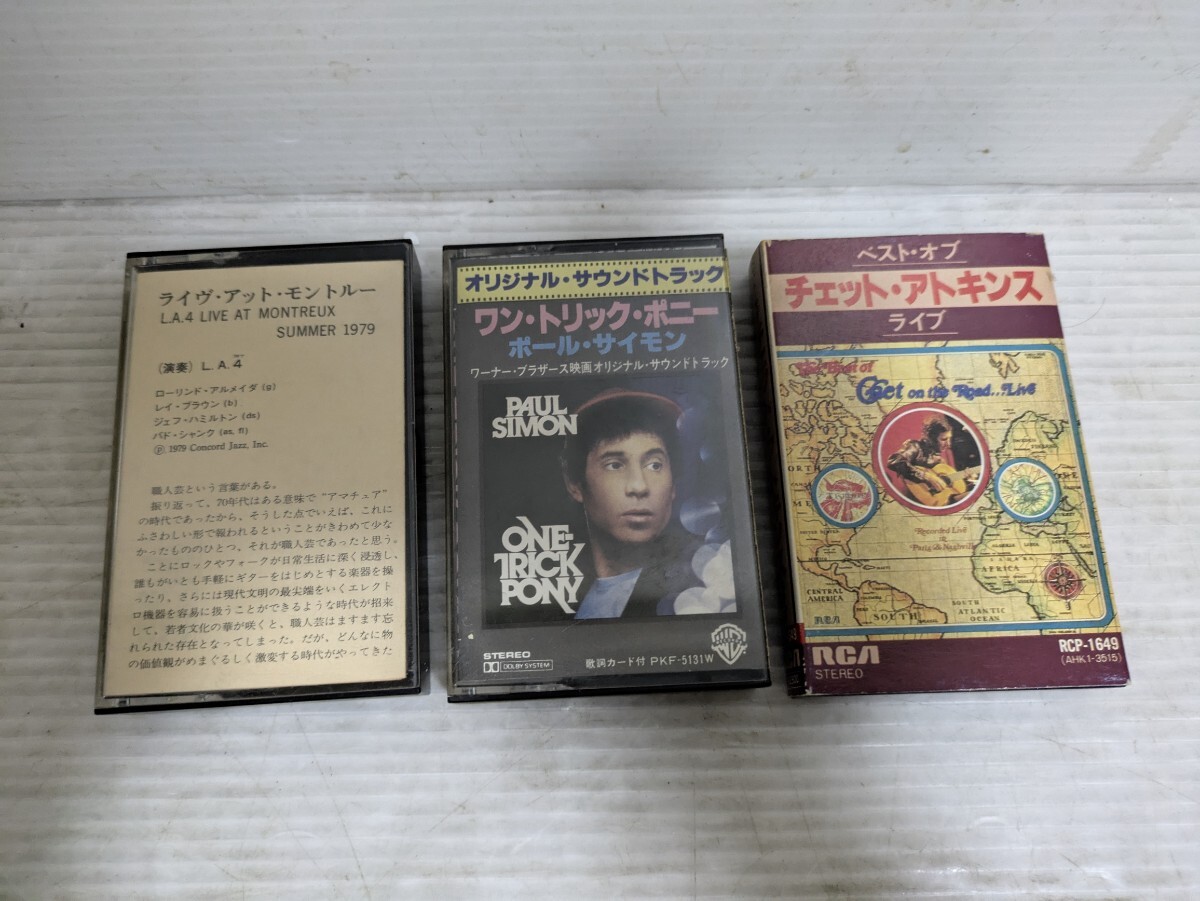 ライヴ・アット・モントルー
L.A.4 LIVE AT MONTREUX
SUMMER 1979
(演奏) L.A.4
ローリンド・アルメイダ (g)
レイ・ブラウン (b)
ジェフ・ハミルトン (ds)
バド・シャンク (as, fl)
Ⓟ 1979 Concord Jazz, Inc.
職人芸という言葉がある。
振り返って、70年代はある意味で“アマチュア”
の時代であったから、そうした点でいえば、これに
ふさわしい形で報われるということがきわめて少な
かったもののひとつ、それが職人芸であったと思う。
ことにロックやフォークが日常生活に深く浸透し、
誰もがいとも手軽にギターをはじめとする楽器を操
ったり、さらには現代文明の最尖端をいくエレクト
ロ機器を容易に扱うことができるような時代が招来
して、若者文化の華が咲くと、職人芸はますます忘
れられた存在となってしまった。だが、どんなに物
の価値観がめまぐるしく激変する時代がやってきた
オリジナル・サウンドトラック
ワン・トリック・ポニー
ポール・サイモン
ワーナー・ブラザース映画オリジナル・サウンドトラック
PAUL
SIMON
ONE-
TRICK
PONY
STEREO
DOLBY SYSTEM
歌詞カード付 PKF-5131W
ベスト・オブ
チェット・アトキンス
ライブ
The Best of
Chet on the Road...Live
Recorded Live
in
Paris & Nashville
NORTH
AFRICA
CENTRAL
AMERICA
SOUTH
SOUTH
ATLANTIC
OCEAN
RCA
RCA
STEREO
RCP-1649
(AHK1-3515)